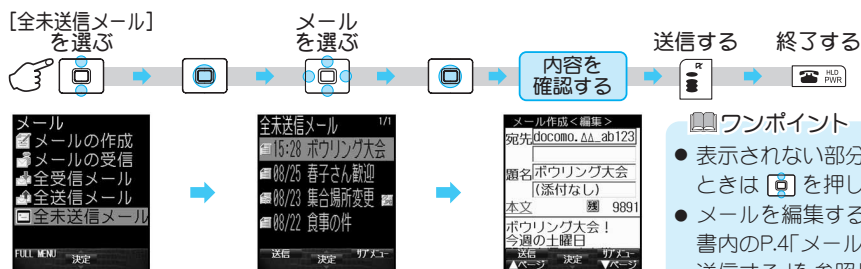 [全未送信メール]
を選ぶ
メール
を選ぶ
内容を
確認する
送信する
終了する
HLD
PWR
メール
メールの作成
メールの受信
全受信メール
全送信メール
全未送信メール
FULL MENU 決定
全未送信メール 1/1
15:28 ボウリング大会
08/25 春子さん歓迎
08/23 集合場所変更
08/22 食事の件
送信 決定 サブメニュー
メール作成<編集>
宛先 docomo.△△_ab123
題名 ボウリング大会
(添付なし)
本文 残 9891
ボウリング大会!
今週の土曜日
送信 決定 サブメニュー
▲ページ ▼ページ
ワンポイント
● 表示されない部分
ときは を押し
● メールを編集する
書内のP.4「メール